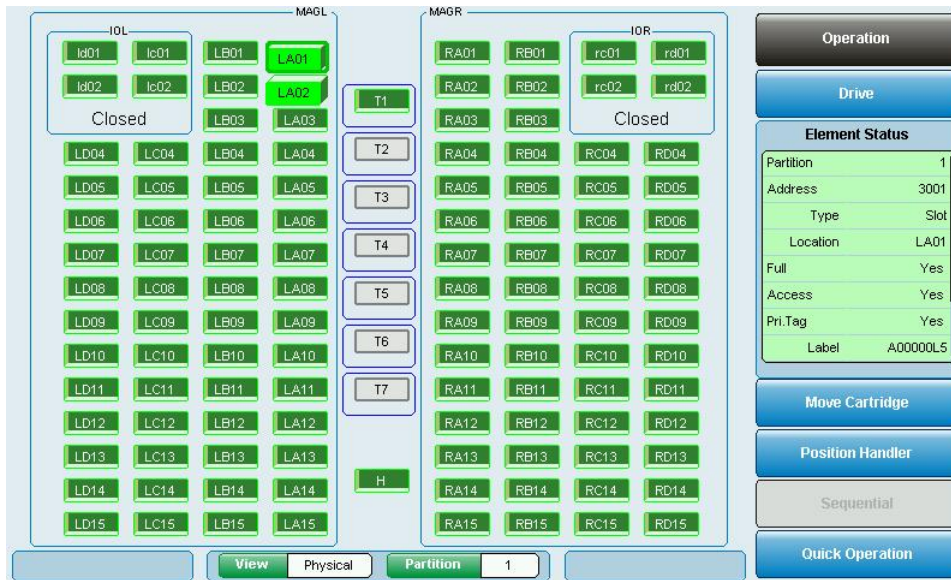 MAGL MAGR
IOL IOR
ld01 lc01 LB01 LA01 RA01 RB01 rc01 rd01
ld02 lc02 LB02 LA02 T1 RA02 RB02 rc02 rd02
Closed LB03 LA03 RA03 RB03 Closed
LD04 LC04 LB04 LA04 T2 RA04 RB04 RC04 RD04
LD05 LC05 LB05 LA05 T3 RA05 RB05 RC05 RD05
LD06 LC06 LB06 LA06 RA06 RB06 RC06 RD06
LD07 LC07 LB07 LA07 T4 RA07 RB07 RC07 RD07
LD08 LC08 LB08 LA08 T5 RA08 RB08 RC08 RD08
LD09 LC09 LB09 LA09 T6 RA09 RB09 RC09 RD09
LD10 LC10 LB10 LA10 RA10 RB10 RC10 RD10
LD11 LC11 LB11 LA11 T7 RA11 RB11 RC11 RD11
LD12 LC12 LB12 LA12 RA12 RB12 RC12 RD12
LD13 LC13 LB13 LA13 RA13 RB13 RC13 RD13
LD14 LC14 LB14 LA14 H RA14 RB14 RC14 RD14
LD15 LC15 LB15 LA15 RA15 RB15 RC15 RD15
View Physical Partition 1
Operation
Drive
Element Status
Partition 1
Address 3001
Type Slot
Location LA01
Full Yes
Access Yes
Pri.Tag Yes
Label A00000L5
Move Cartridge
Position Handler
Sequential
Quick Operation